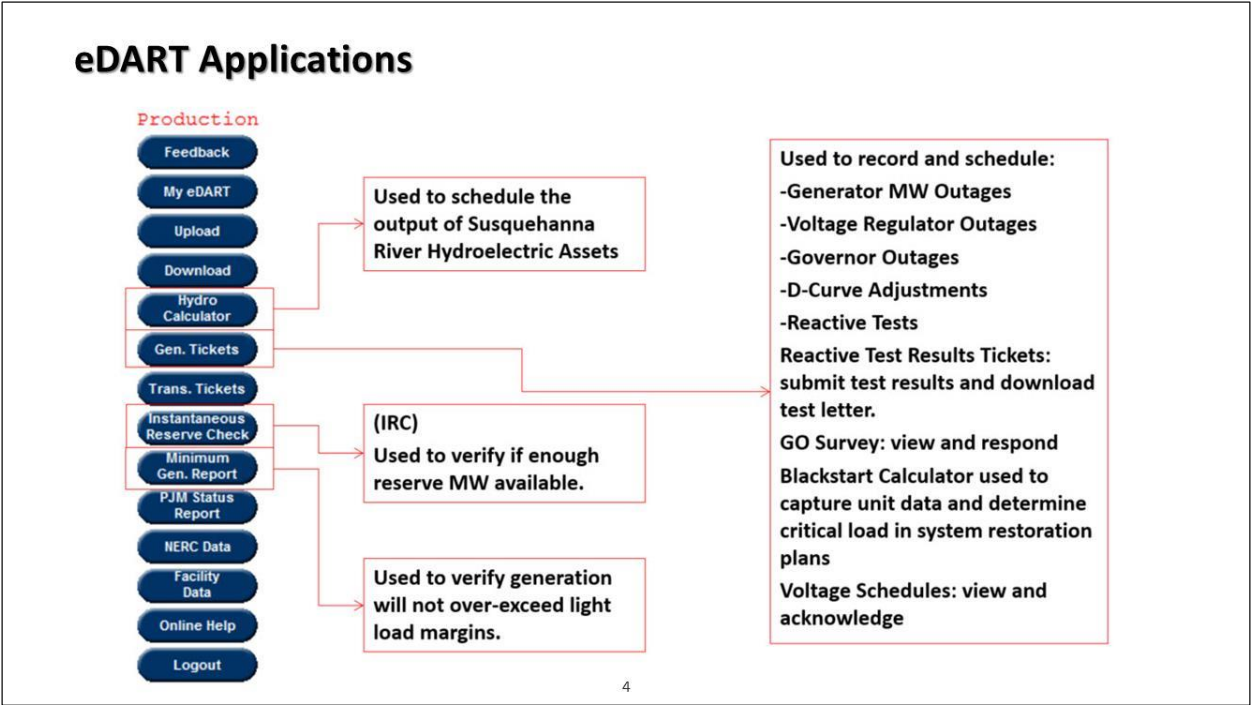 eDART Applications
Production
Feedback
My eDART
Upload
Download
Hydro
Calculator
Gen. Tickets
Trans. Tickets
Instantaneous
Reserve Check
Minimum
Gen. Report
PJM Status
Report
NERC Data
Facility
Data
Online Help
Logout
Used to schedule the
output of Susquehanna
River Hydroelectric Assets
(IRC)
Used to verify if enough
reserve MW available.
Used to verify generation
will not over-exceed light
load margins.
Used to record and schedule:
-Generator MW Outages
-Voltage Regulator Outages
-Governor Outages
-D-Curve Adjustments
-Reactive Tests
Reactive Test Results Tickets:
submit test results and download
test letter.
GO Survey: view and respond
Blackstart Calculator used to
capture unit data and determine
critical load in system restoration
plans
Voltage Schedules: view and
acknowledge
4